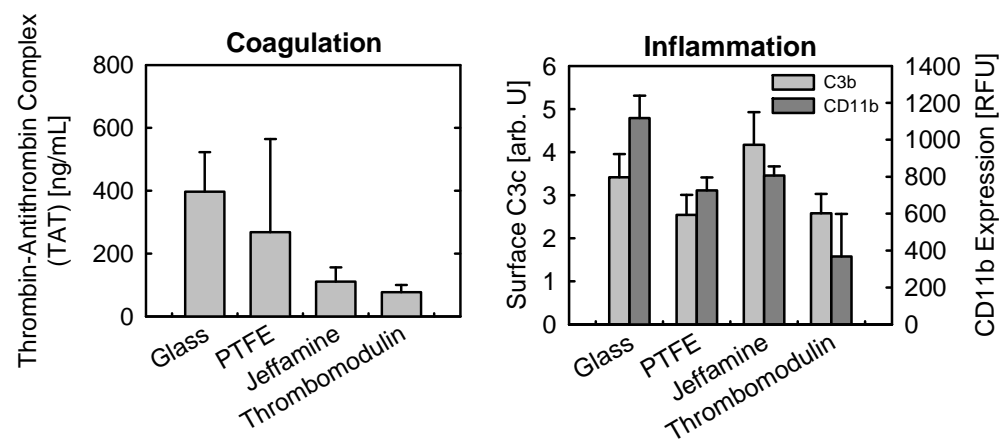 Coagulation
Thrombin-Antithrombin Complex
(TAT) [ng/mL]
800
600
400
200
0
Glass
PTFE
Jeffamine
Thrombomodulin
Inflammation
Surface C3c [arb. U]
6
5
4
3
2
1
0
C3b
CD11b
1400
1200
1000
800
600
400
200
0
CD11b Expression [RFU]
Glass
PTFE
Jeffamine
Thrombomodulin